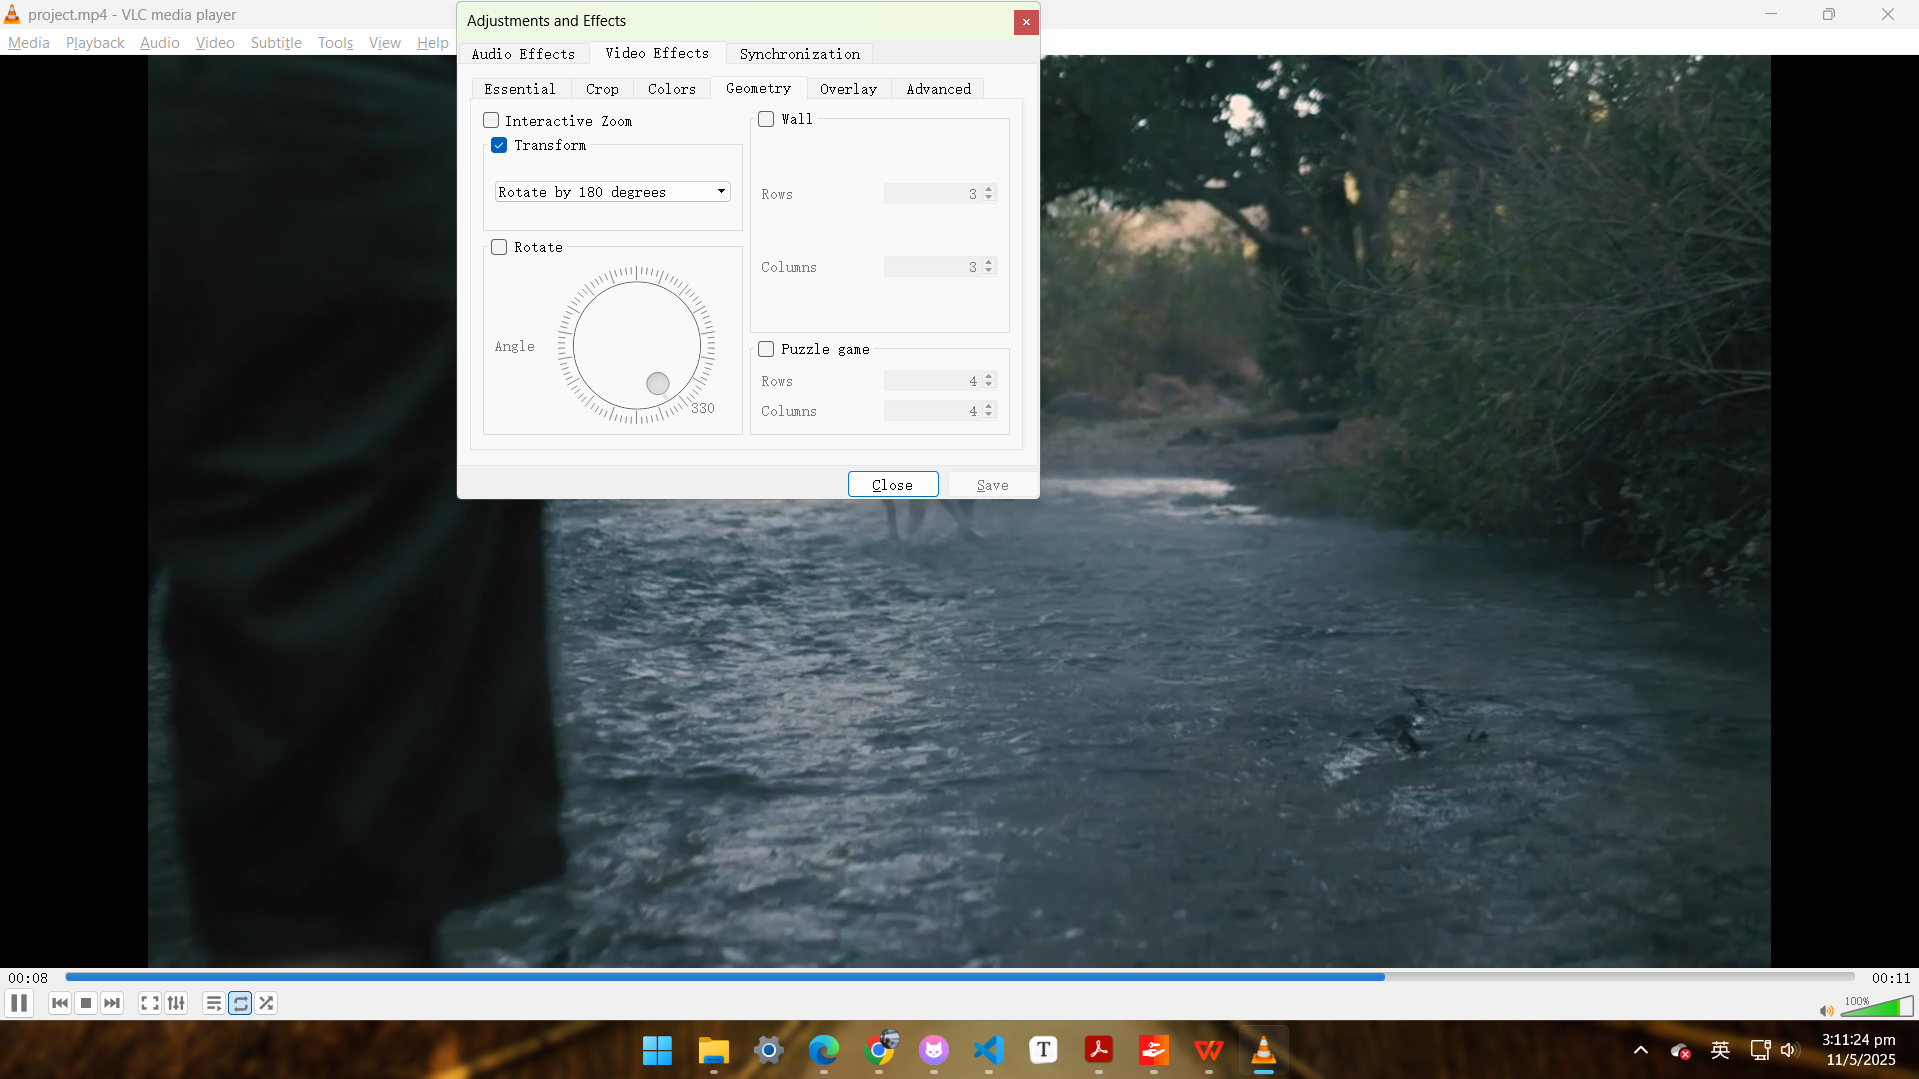 project.mp4 - VLC media player
Media Playback Audio Video Subtitle Tools View Help
Adjustments and Effects
Audio Effects Video Effects Synchronization
Essential Crop Colors Geometry Overlay Advanced
Interactive Zoom
Transform
Rotate by 180 degrees
Rotate
Angle
330
Wall
Rows 3
Columns 3
Puzzle game
Rows 4
Columns 4
Close Save
00:08 00:11
100%
英
3:11:24 pm
11/5/2025